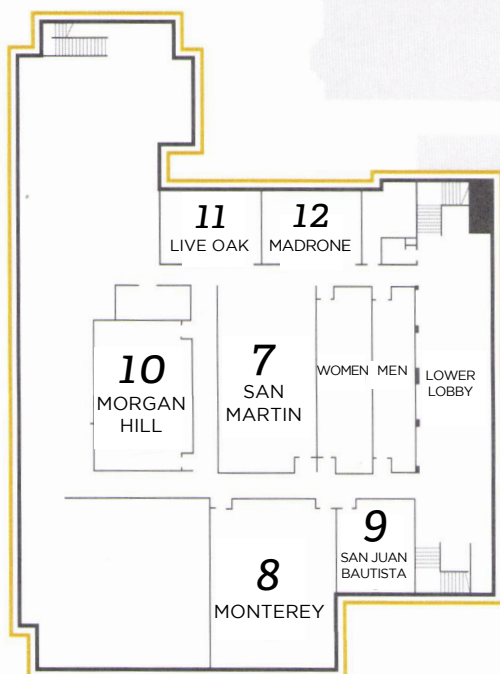 11
LIVE OAK
12
MADRONE
10
MORGAN
HILL
7
SAN
MARTIN
WOMEN
MEN
LOWER
LOBBY
8
MONTEREY
9
SAN JUAN
BAUTISTA